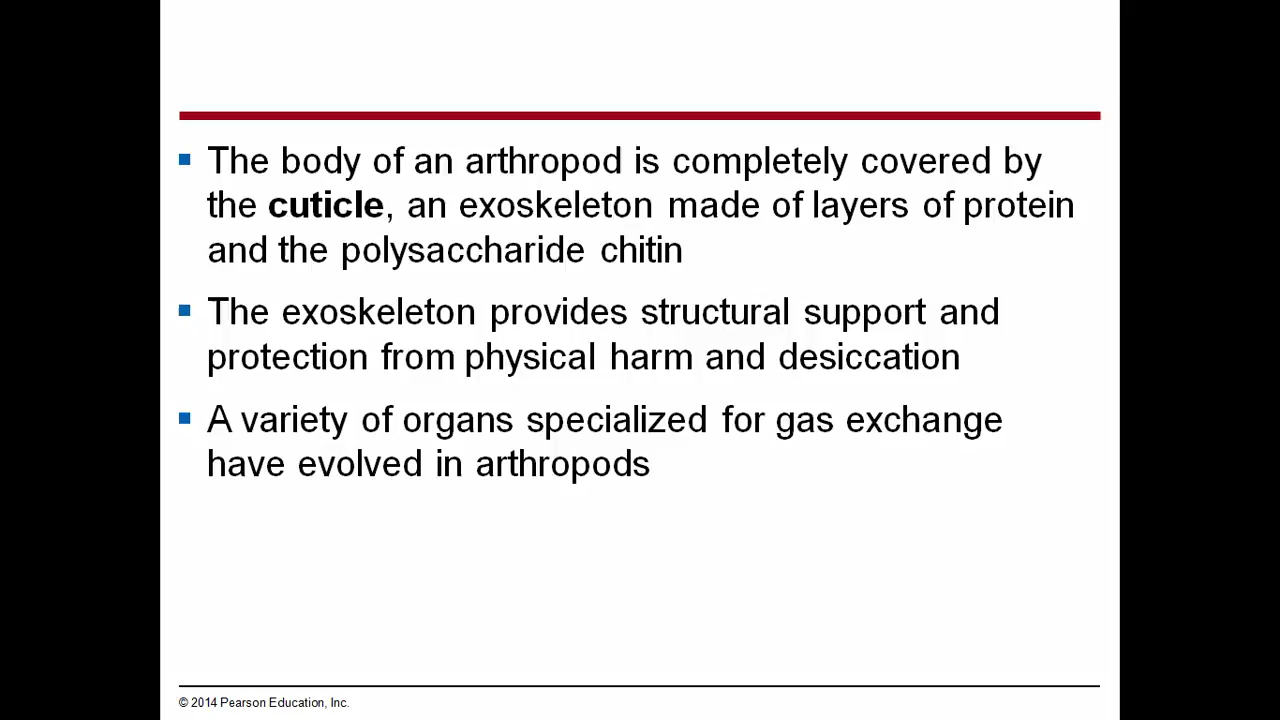 The body of an arthropod is completely covered by
the cuticle, an exoskeleton made of layers of protein
and the polysaccharide chitin
The exoskeleton provides structural support and
protection from physical harm and desiccation
A variety of organs specialized for gas exchange
have evolved in arthropods
© 2014 Pearson Education, Inc.